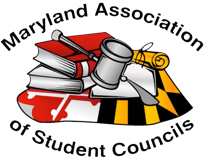 Maryland Association
of Student Councils